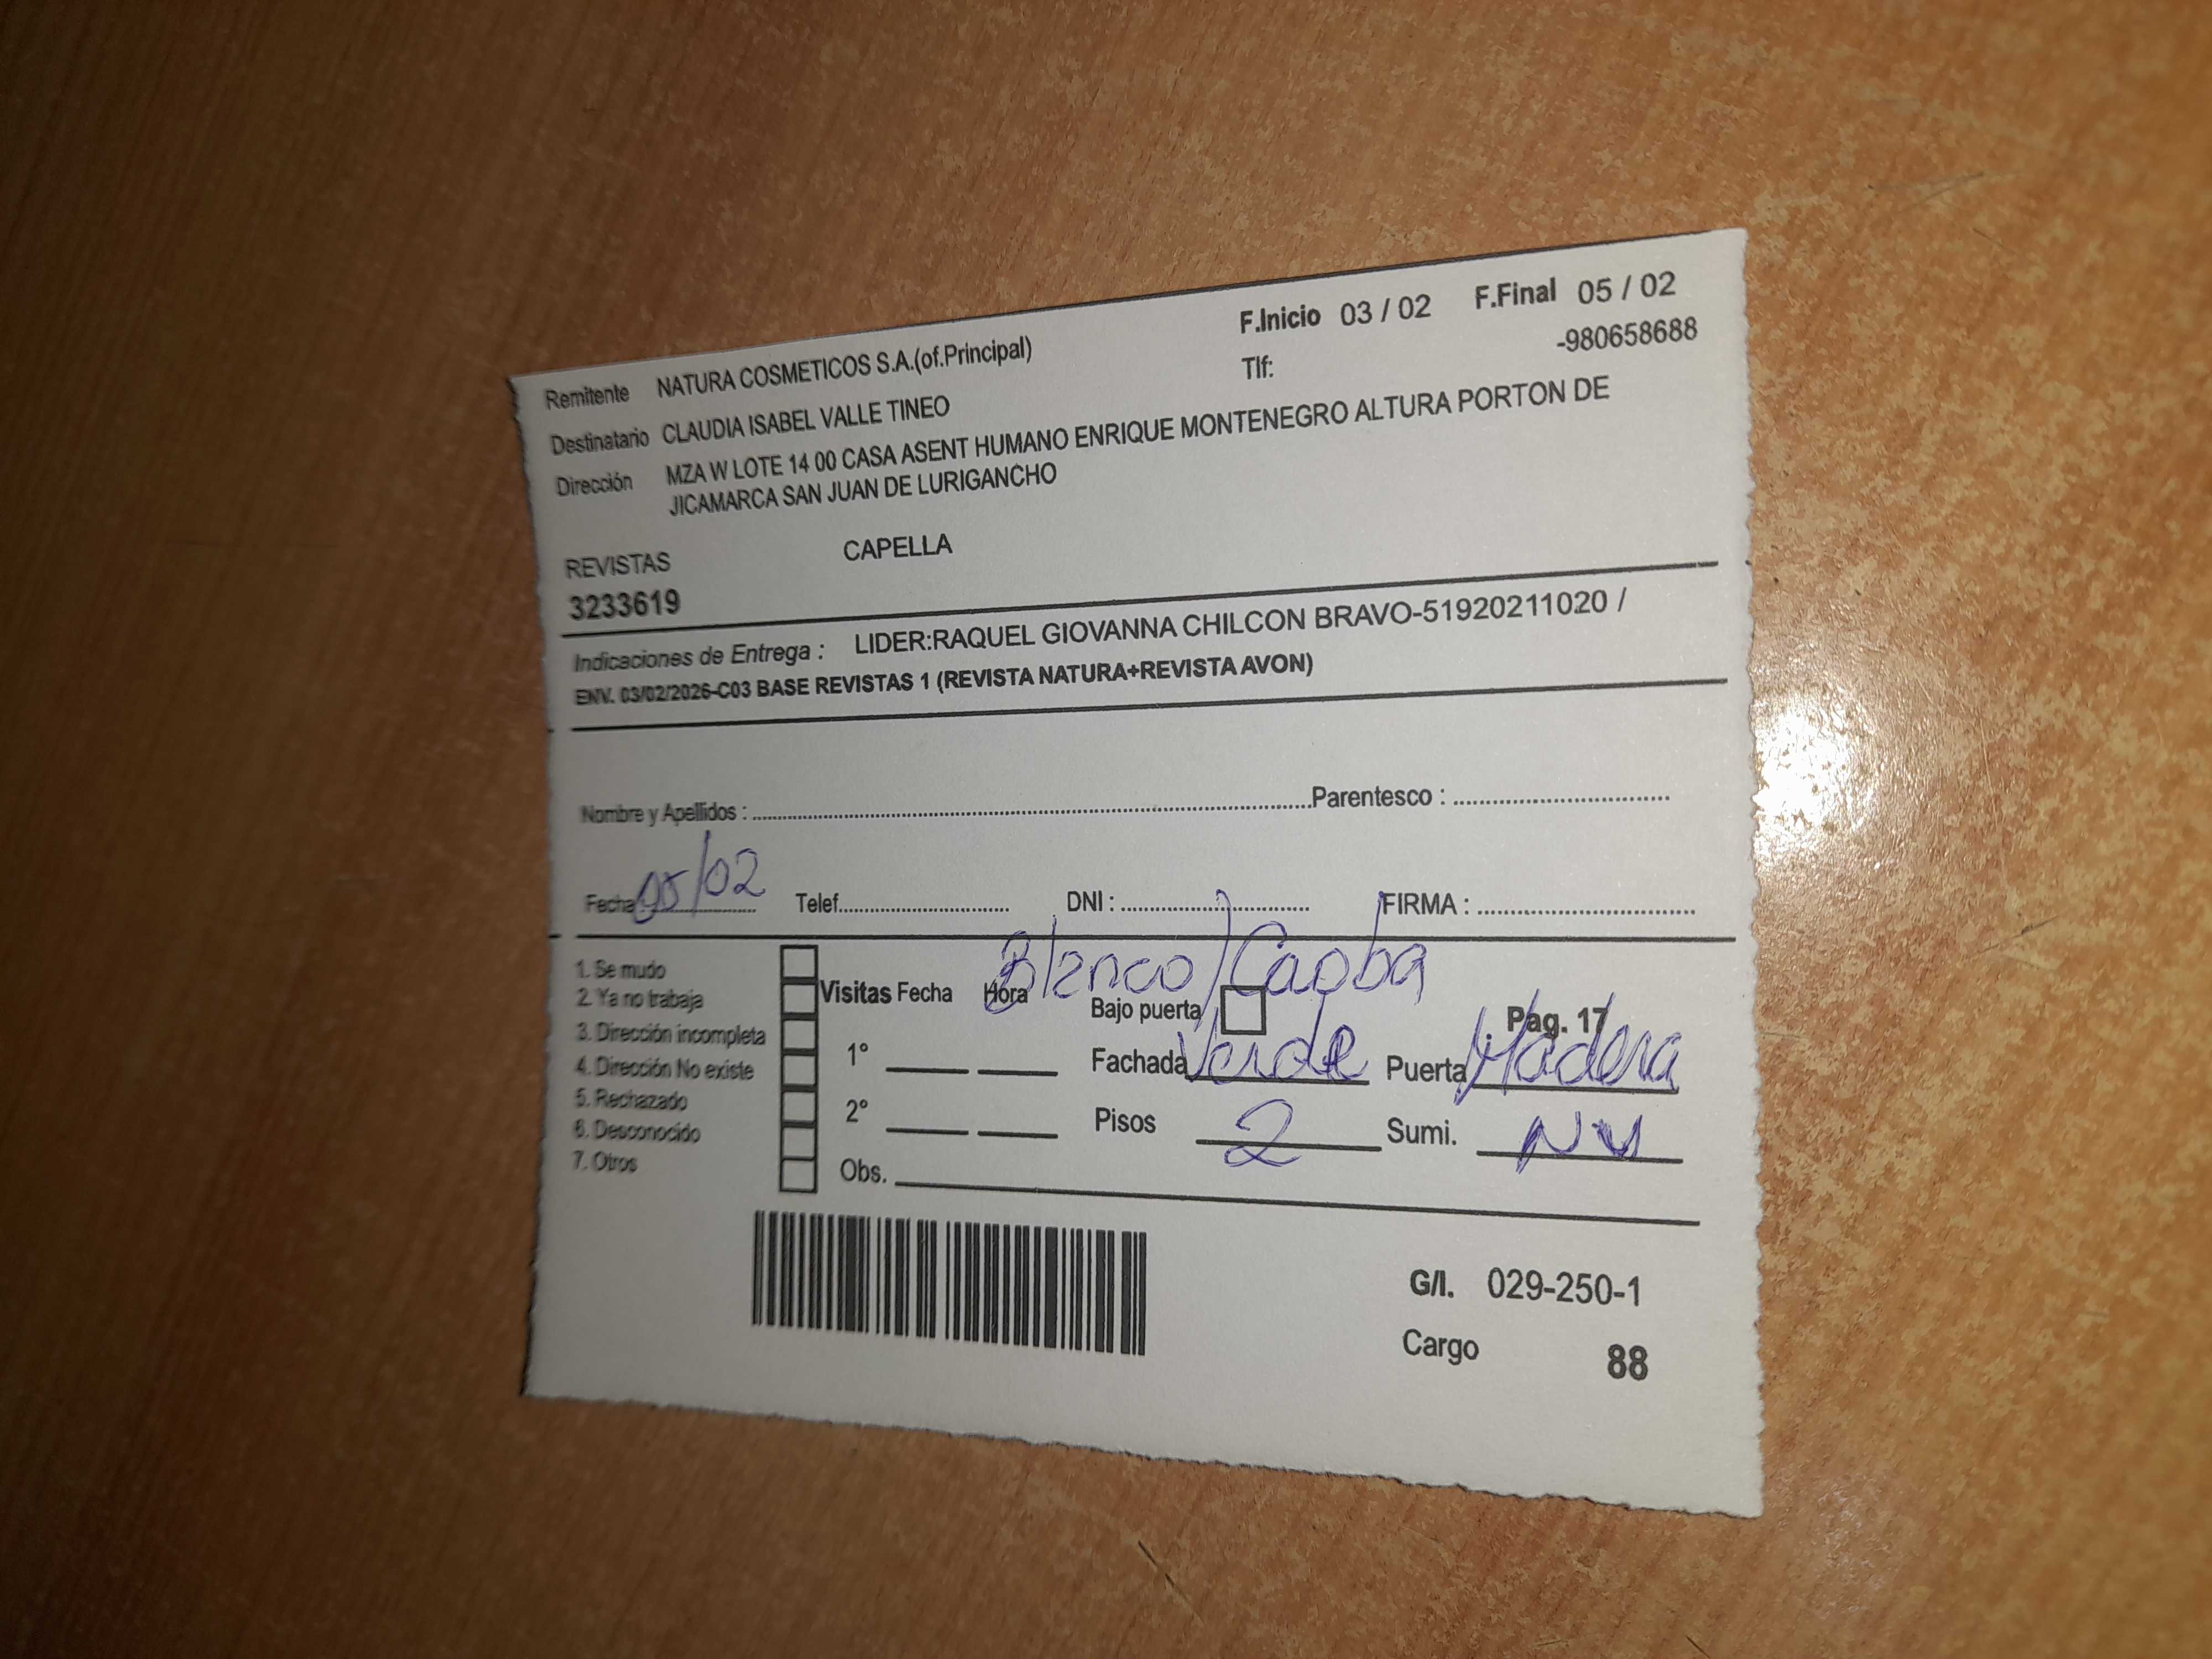 F.Inicio 03 / 02 F.Final 05 / 02
Remitente NATURA COSMETICOS S.A.(of.Principal) Tlf: -980658688
Destinatario CLAUDIA ISABEL VALLE TINEO
Dirección MZA W LOTE 14 00 CASA ASENT HUMANO ENRIQUE MONTENEGRO ALTURA PORTON DE
JICAMARCA SAN JUAN DE LURIGANCHO
REVISTAS CAPELLA
3233619
Indicaciones de Entrega : LIDER:RAQUEL GIOVANNA CHILCON BRAVO-51920211020 /
ENV. 03/02/2026-C03 BASE REVISTAS 1 (REVISTA NATURA+REVISTA AVON)
Nombre y Apellidos : Parentesco :
Fecha 05/02 Telef. DNI : FIRMA :
Blanco/Caoba
1. Se mudo
2. Ya no trabaja Visitas Fecha Hora Bajo puerta Pag. 17
3. Dirección incompleta
4. Dirección No existe 1° Fachada Verde Puerta Madera
5. Rechazado
6. Desconocido 2° Pisos 2 Sumi. NV
7. Otros Obs.
G/I. 029-250-1
Cargo 88